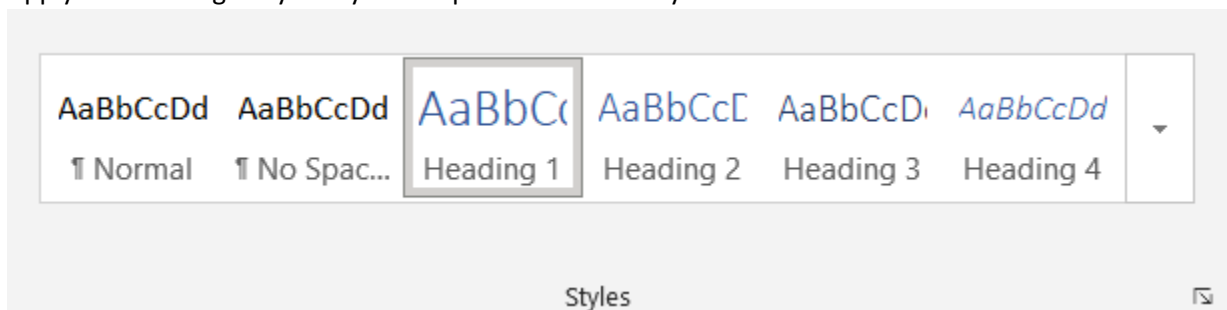 AaBbCcDd AaBbCcDd AaBbCc AaBbCcD AaBbCcD AaBbCcDd
¶ Normal ¶ No Spac... Heading 1 Heading 2 Heading 3 Heading 4
Styles